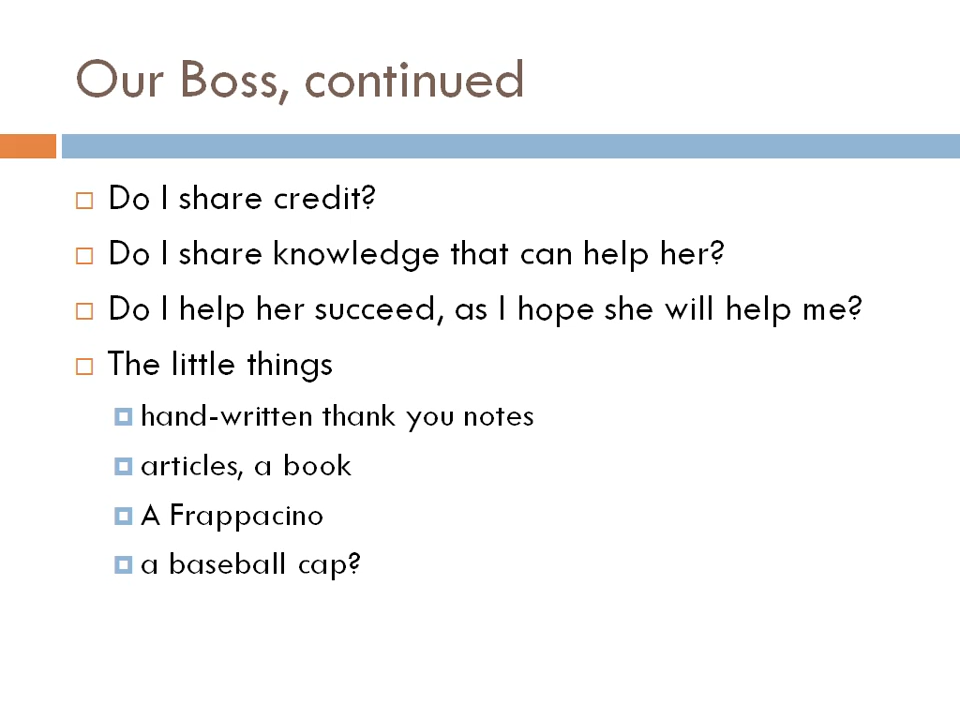 Our Boss, continued
Do I share credit?
Do I share knowledge that can help her?
Do I help her succeed, as I hope she will help me?
The little things
hand-written thank you notes
articles, a book
A Frappacino
a baseball cap?